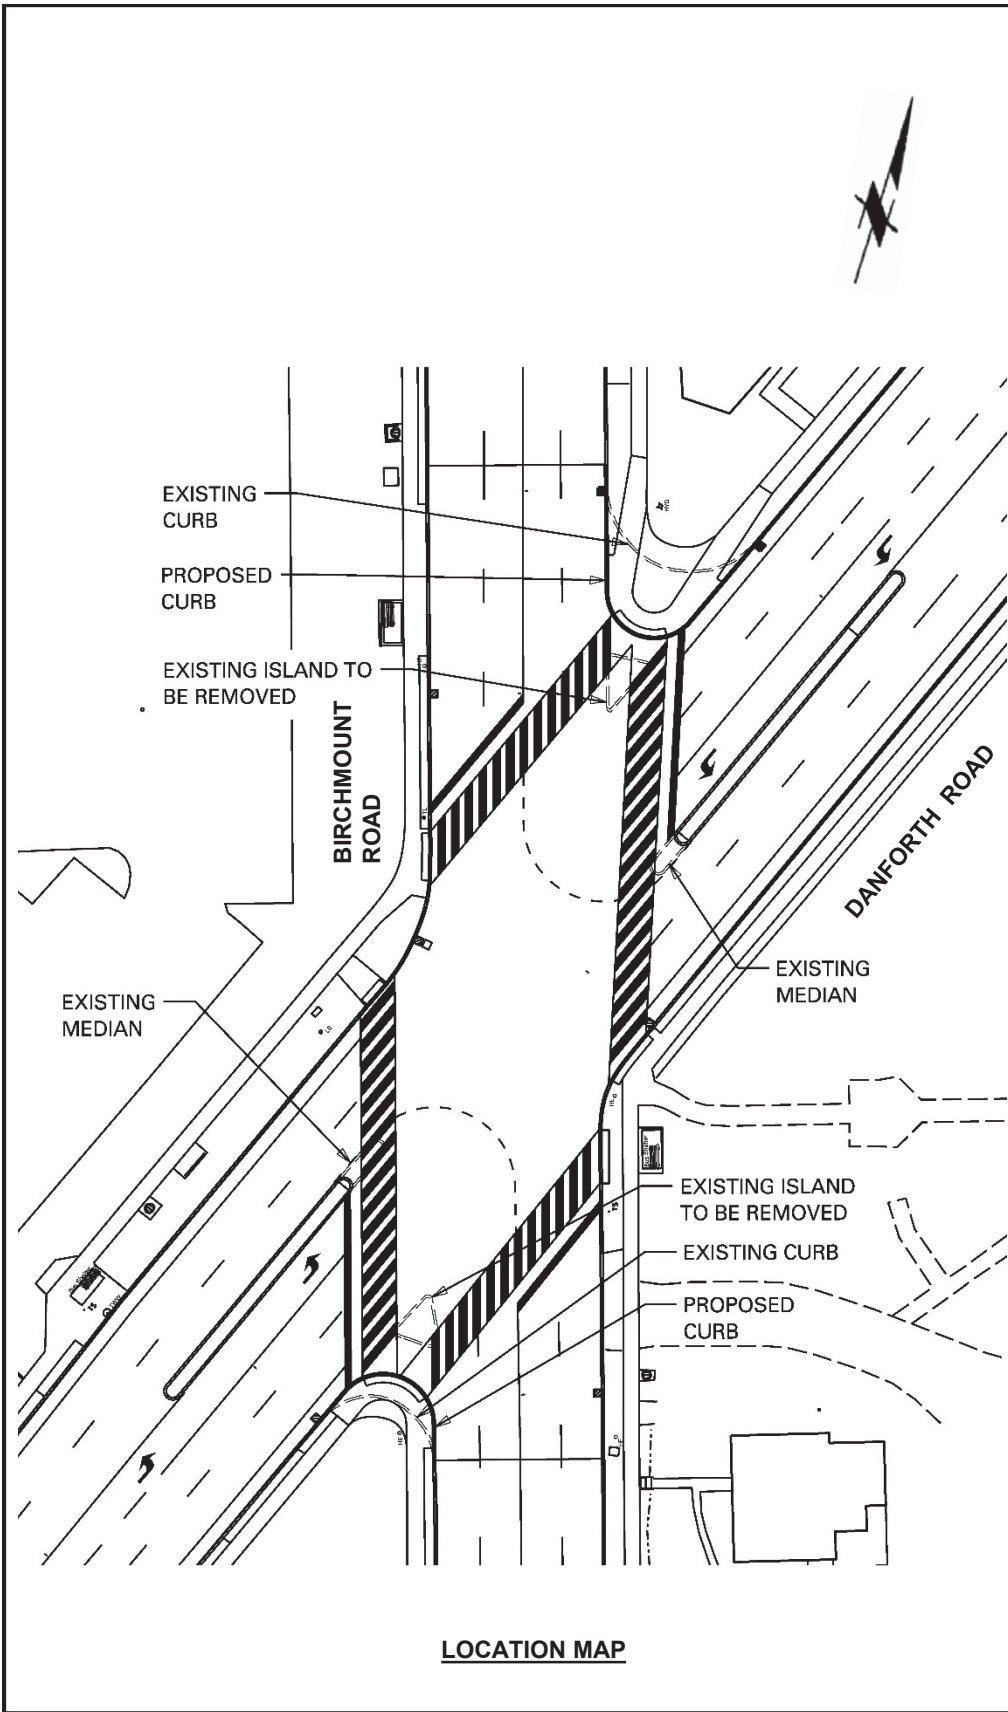 EXISTING
CURB
PROPOSED
CURB
HYD
EXISTING ISLAND TO
BE REMOVED
BIRCHMOUNT
ROAD
DANFORTH ROAD
EXISTING
MEDIAN
EXISTING
MEDIAN
EXISTING ISLAND
TO BE REMOVED
EXISTING CURB
PROPOSED
CURB
LOCATION MAP